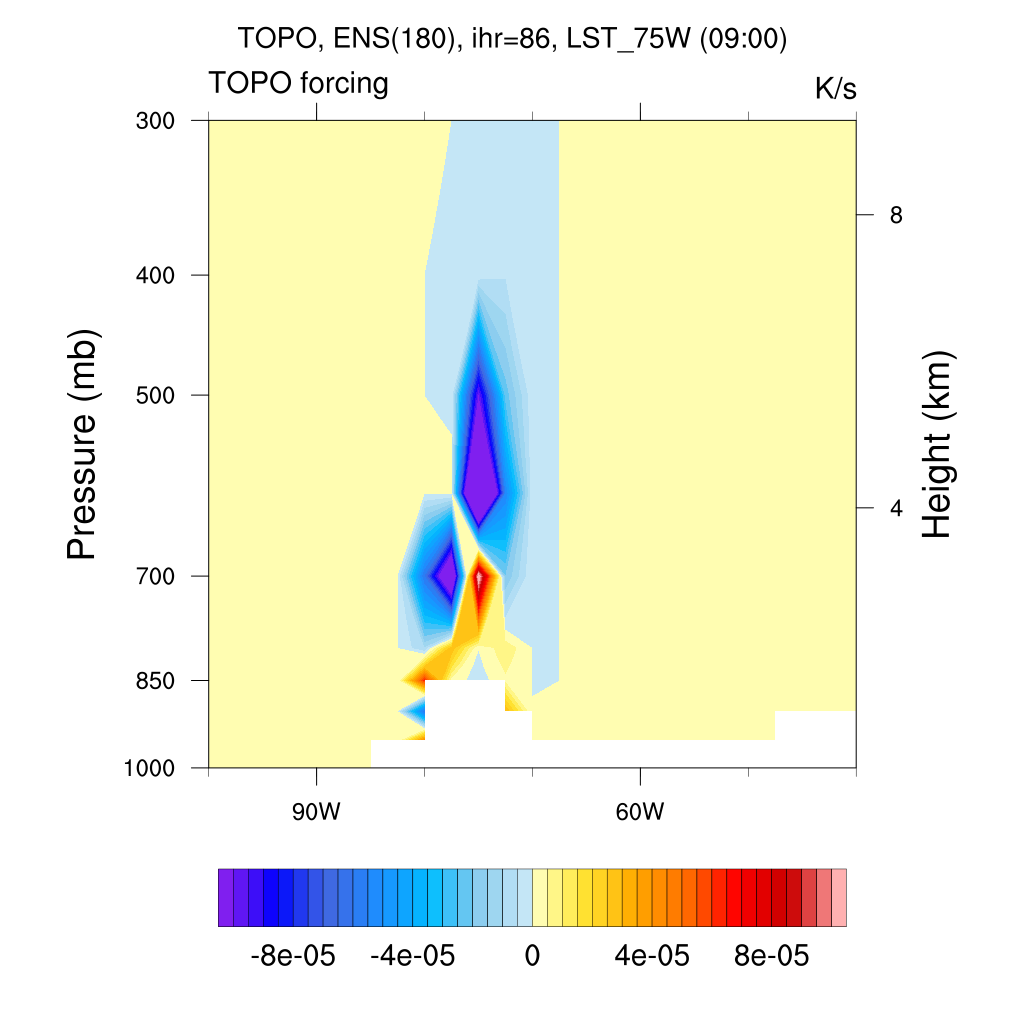 TOPO, ENS(180), ihr=86, LST_75W (09:00)
TOPO forcing
K/s
300
400
500
700
850
1000
Pressure (mb)
8
4
Height (km)
90W
60W
-8e-05
-4e-05
0
4e-05
8e-05